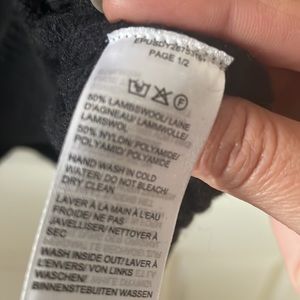 PAGE 1/2
F
50% LAMBSWOOL/LAINE
D'AGNEAU/ LAMUWOLLE/
LAMSWOL
50% NYLON/ POLYAMIDE/
POLYAMID/ POLYAMIDE
HAND WASH IN COLD
WATER/ DO NOT BLEACH/
DRY CLEAN
LAVER À LA MAIN À L'EAU
FROIDE/ NE PAS
JAVELLISER/ NETTOYER À
SEC
WASH INSIDE OUT/ LAVER À
L'ENVERS/ VON LINKS
WASCHEN/
BINNENSTEBUITEN WASSEN